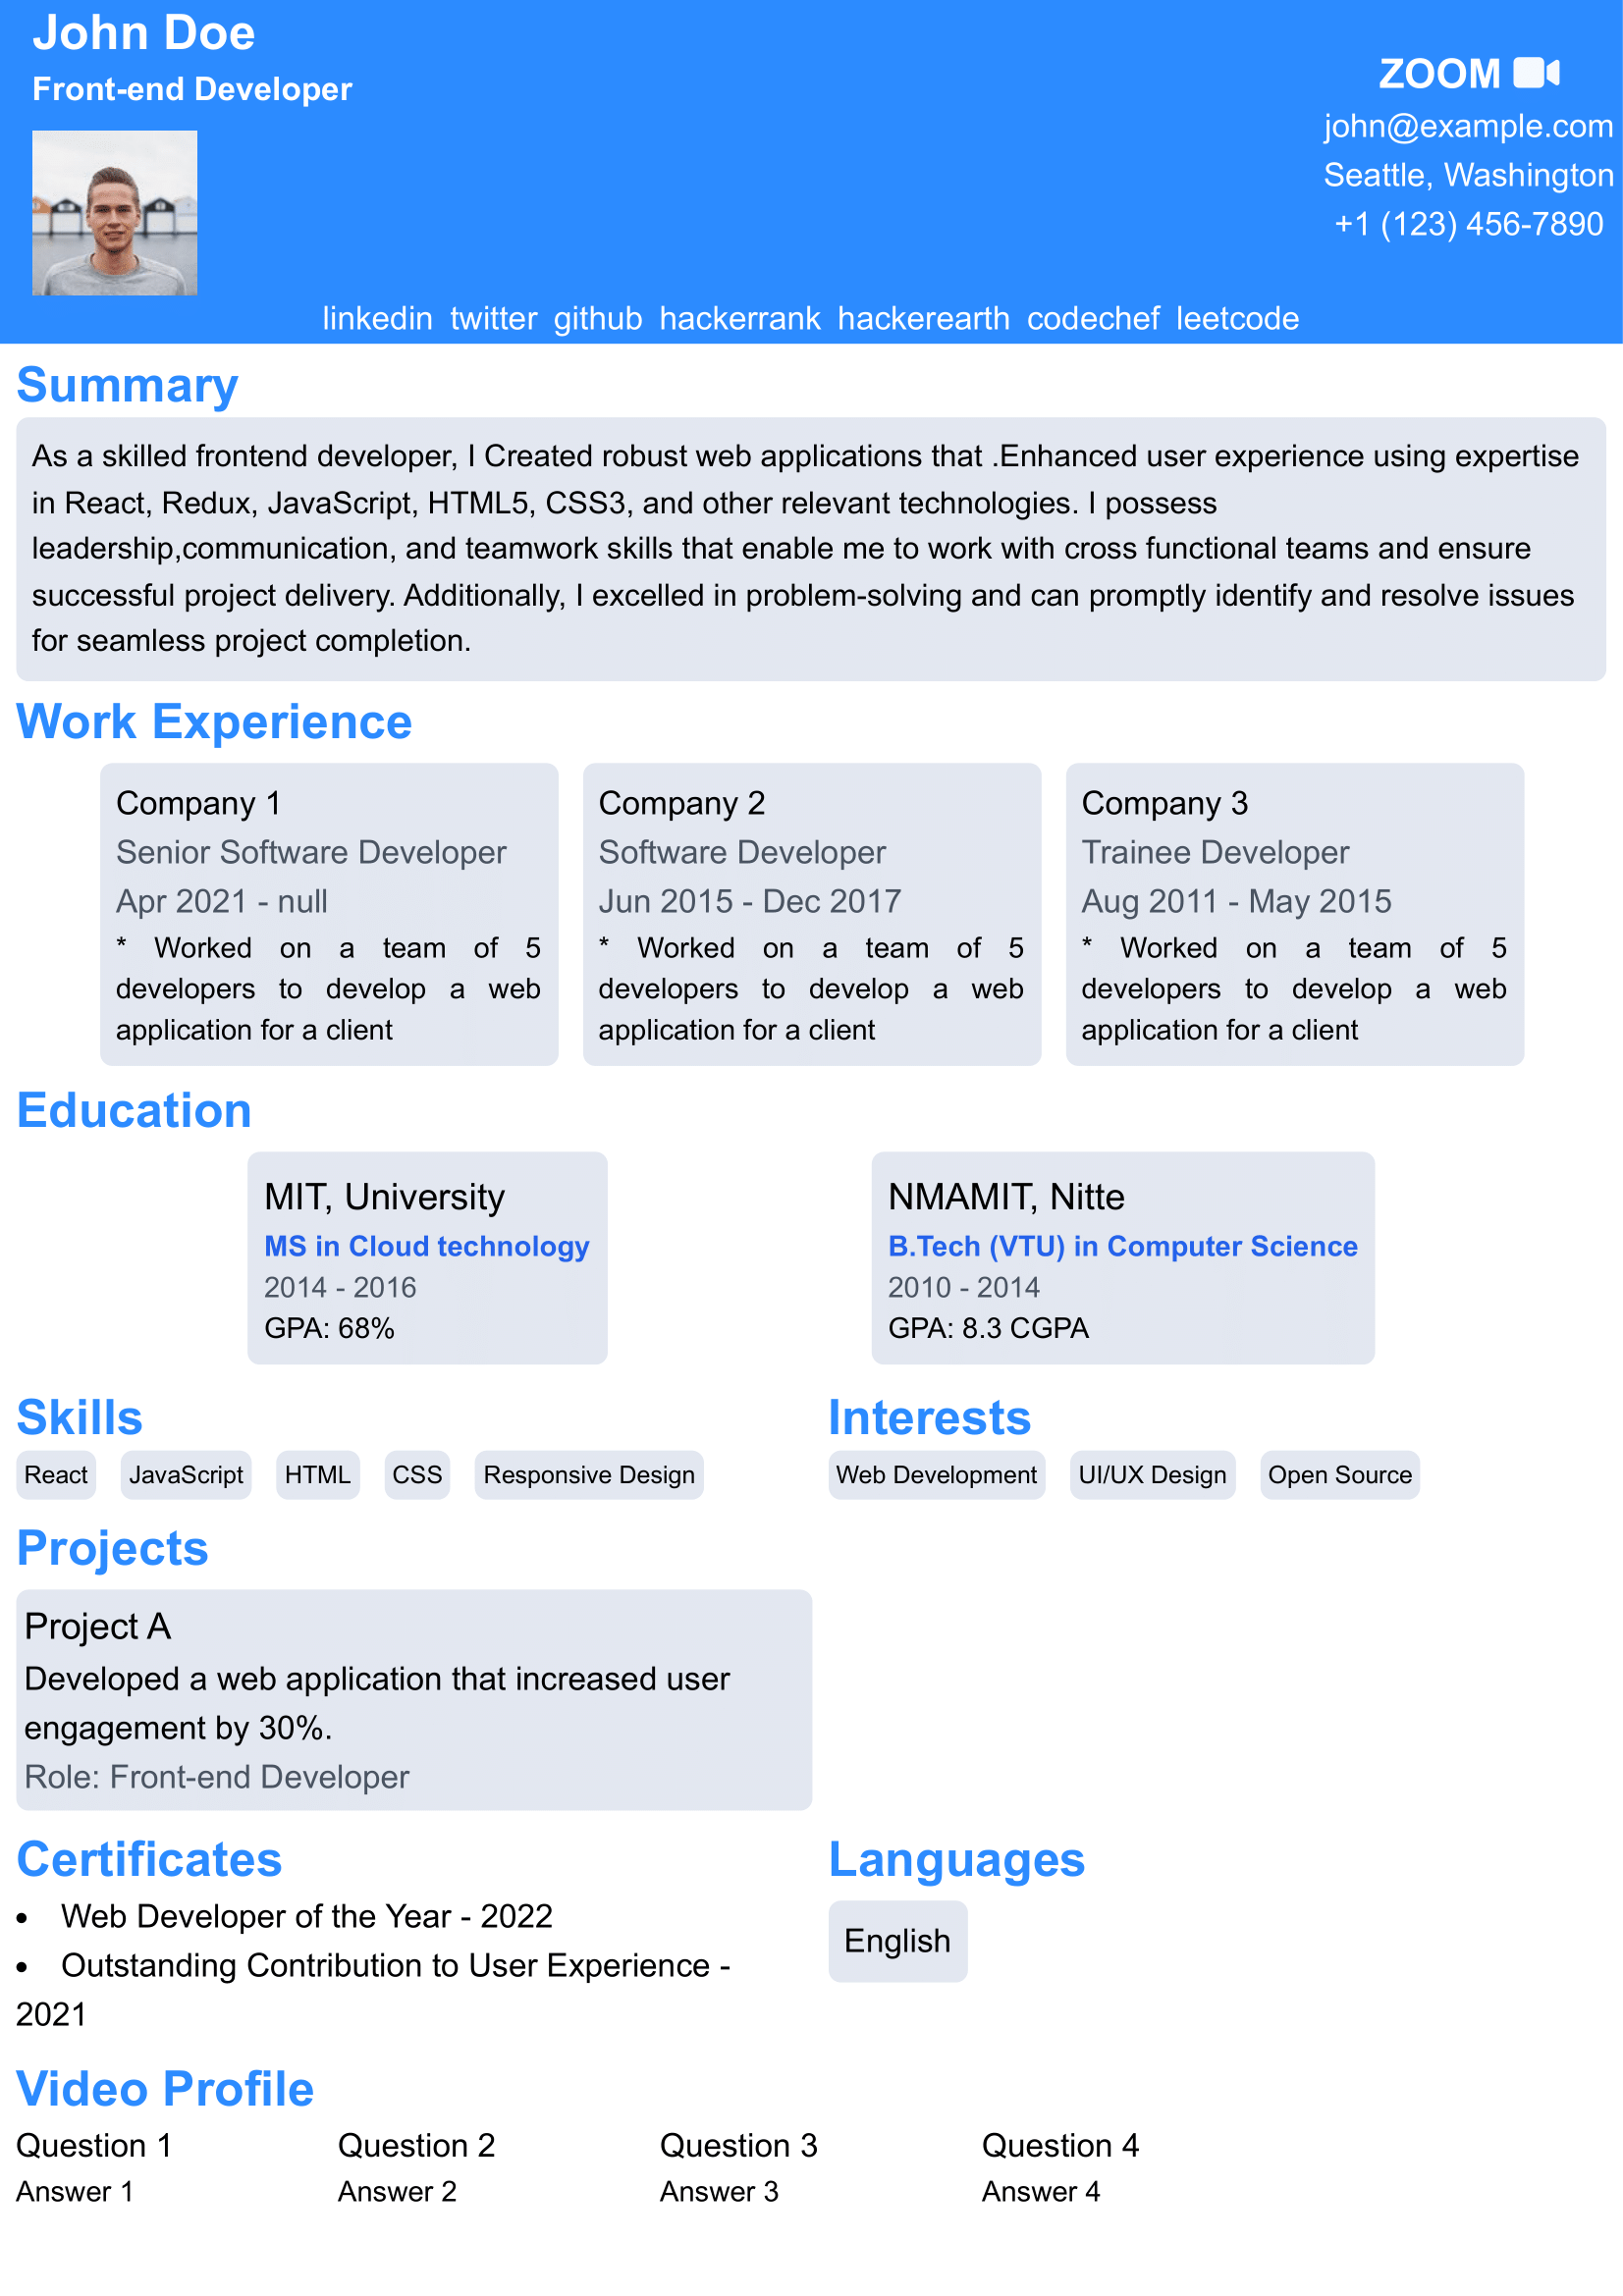 John Doe
Front-end Developer
ZOOM
john@example.com
Seattle, Washington
+1 (123) 456-7890
linkedin twitter github hackerrank hackerearth codechef leetcode
Summary
As a skilled frontend developer, I Created robust web applications that .Enhanced user experience using expertise
in React, Redux, JavaScript, HTML5, CSS3, and other relevant technologies. I possess
leadership,communication, and teamwork skills that enable me to work with cross functional teams and ensure
successful project delivery. Additionally, I excelled in problem-solving and can promptly identify and resolve issues
for seamless project completion.
Work Experience
Company 1
Senior Software Developer
Apr 2021 - null
* Worked on a team of 5
developers to develop a web
application for a client
Company 2
Software Developer
Jun 2015 - Dec 2017
* Worked on a team of 5
developers to develop a web
application for a client
Company 3
Trainee Developer
Aug 2011 - May 2015
* Worked on a team of 5
developers to develop a web
application for a client
Education
MIT, University
MS in Cloud technology
2014 - 2016
GPA: 68%
NMAMIT, Nitte
B.Tech (VTU) in Computer Science
2010 - 2014
GPA: 8.3 CGPA
Skills
React JavaScript HTML CSS Responsive Design
Interests
Web Development UI/UX Design Open Source
Projects
Project A
Developed a web application that increased user
engagement by 30%.
Role: Front-end Developer
Certificates
• Web Developer of the Year - 2022
• Outstanding Contribution to User Experience -
2021
Languages
English
Video Profile
Question 1
Answer 1
Question 2
Answer 2
Question 3
Answer 3
Question 4
Answer 4